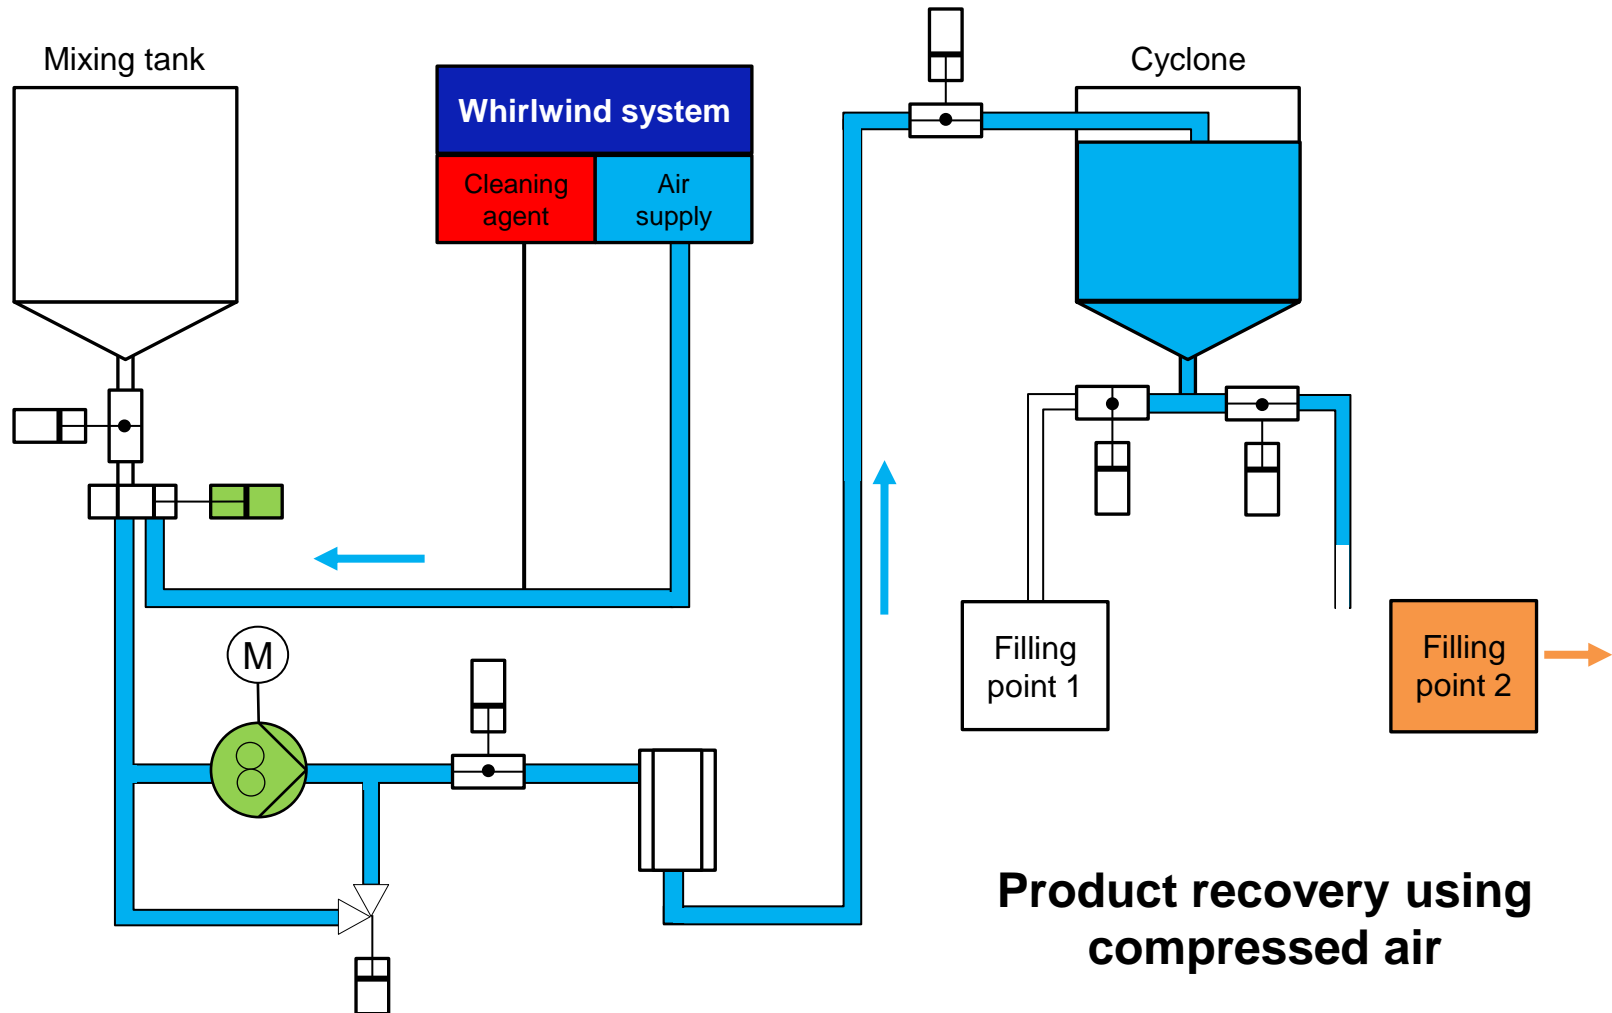 Mixing tank
Whirlwind system
Cleaning
agent
Air
supply
Cyclone
M
Filling
point 1
Filling
point 2
Product recovery using
compressed air